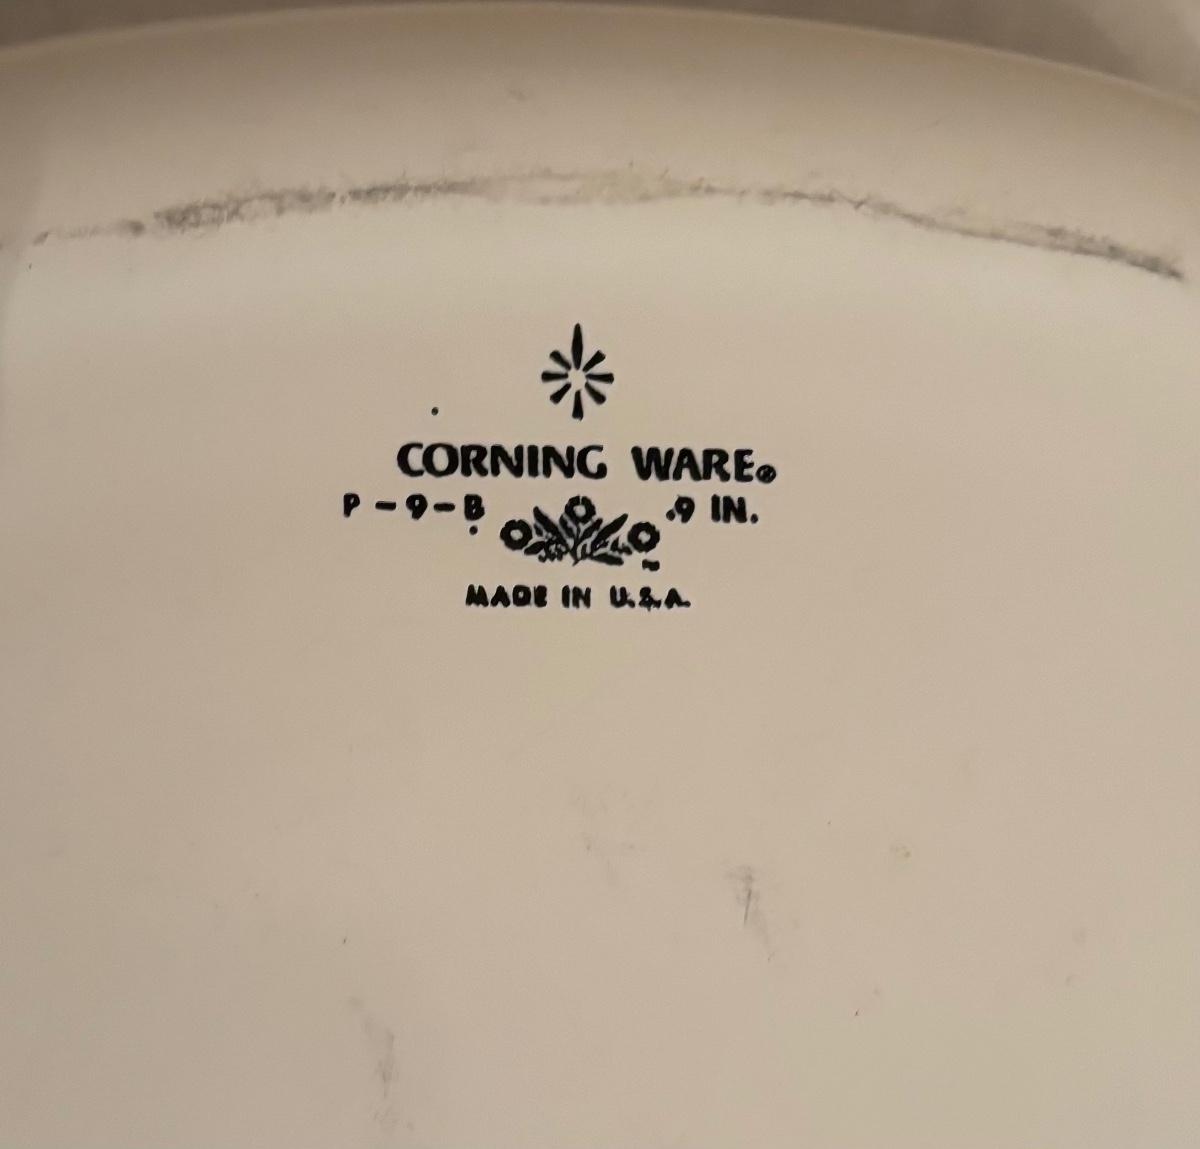 CORNING WARE®
P-9-B 9 IN.
MADE IN U.S.A.